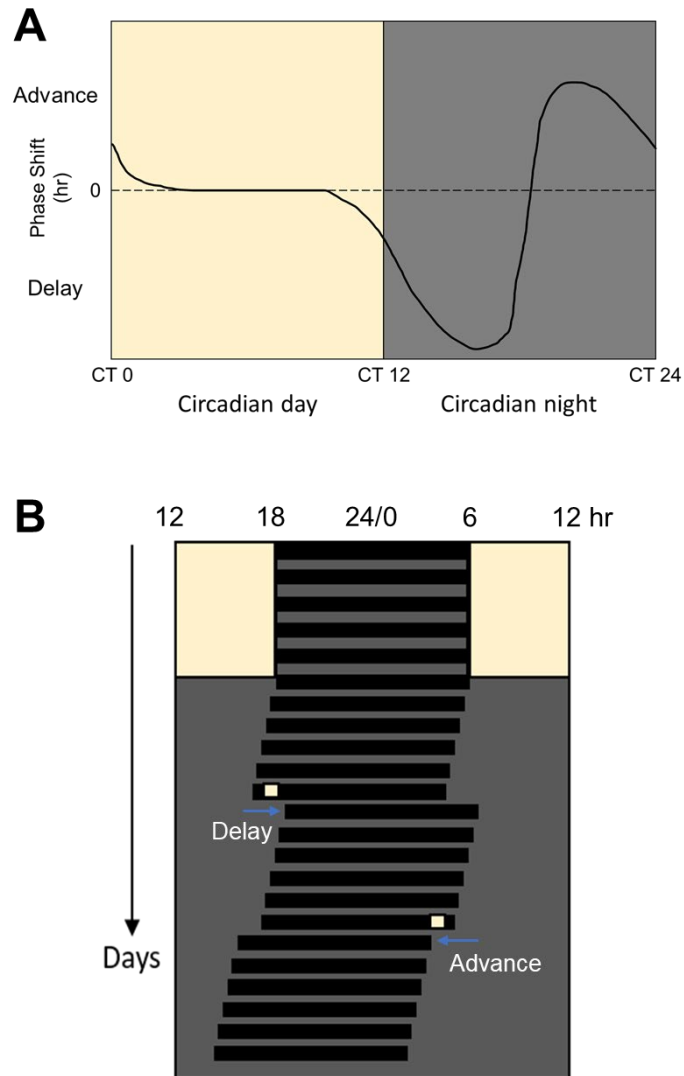 A
Advance
Phase Shift
(hr)
0
Delay
CT 0 CT 12 CT 24
Circadian day Circadian night
B
12 18 24/0 6 12 hr
Delay
Advance
Days